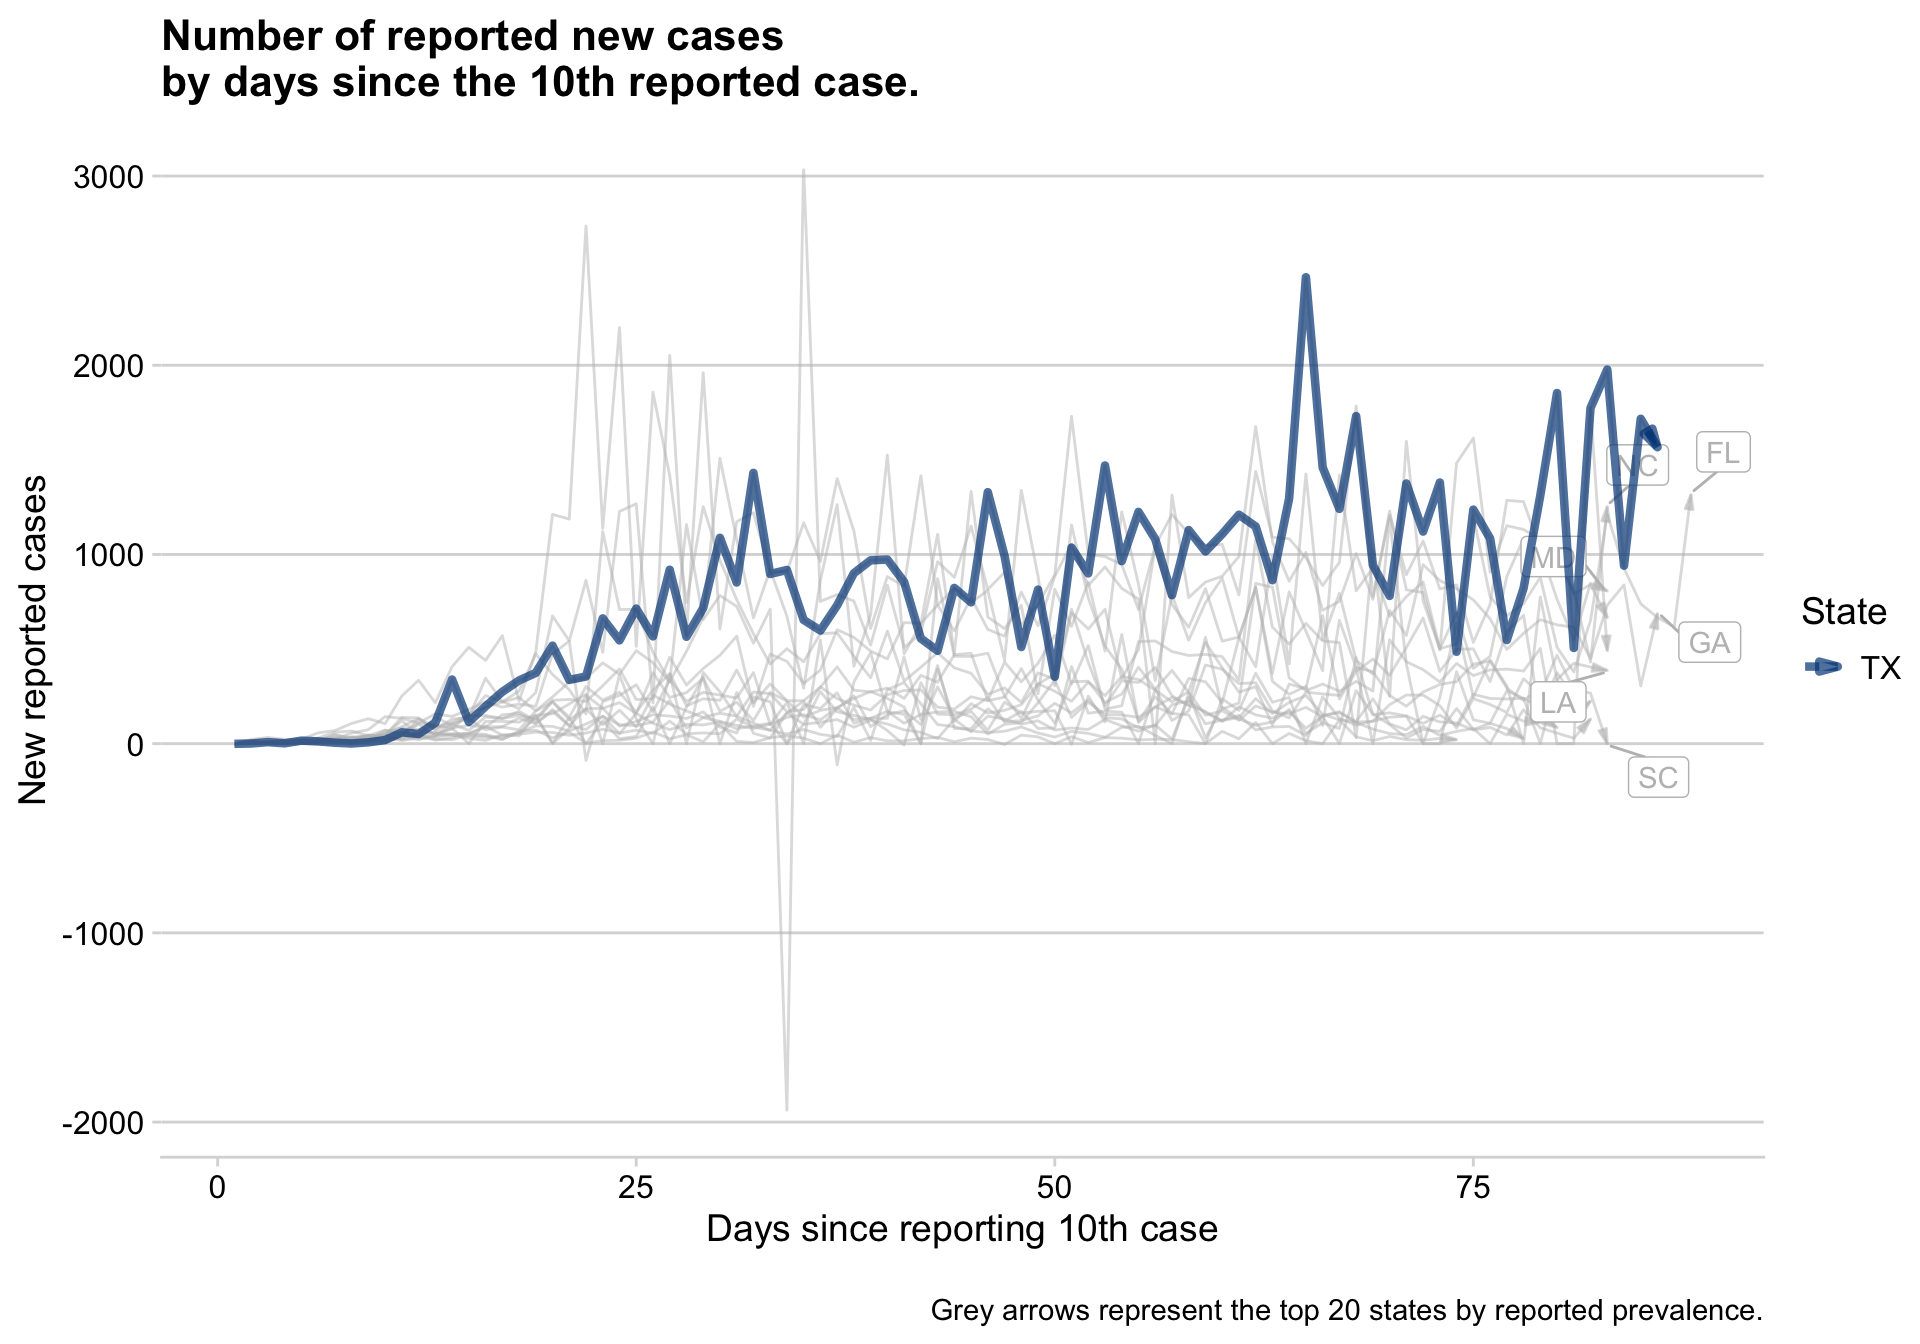 Number of reported new cases
by days since the 10th reported case.
New reported cases
3000
2000
1000
0
-1000
-2000
0
25
50
75
Days since reporting 10th case
NC
FL
MD
GA
LA
SC
State
TX
Grey arrows represent the top 20 states by reported prevalence.